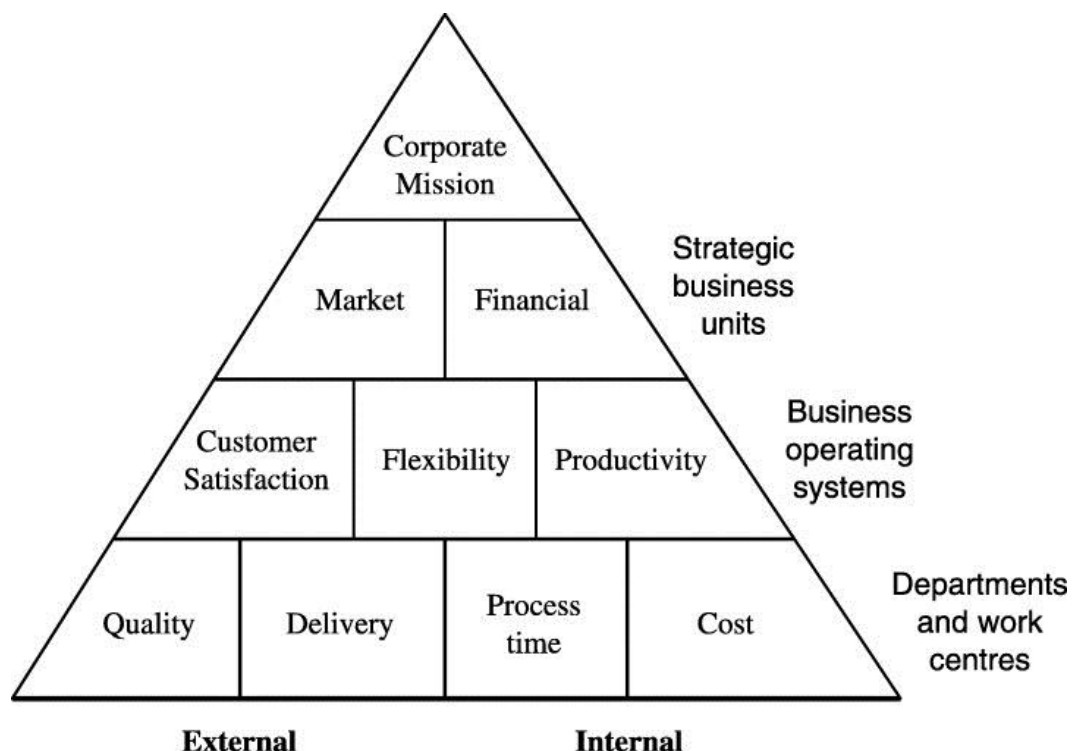 Corporate
Mission
Market
Financial
Strategic
business
units
Customer
Satisfaction
Flexibility
Productivity
Business
operating
systems
Quality
Delivery
Process
time
Cost
Departments
and work
centres
External
Internal